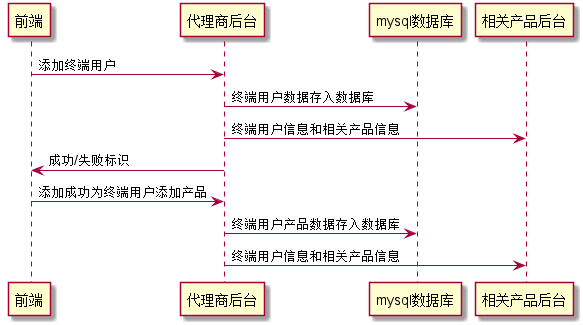 前端 代理商后台 mysql数据库 相关产品后台
添加终端用户
终端用户数据存入数据库
终端用户信息和相关产品信息
成功/失败标识
添加成功为终端用户添加产品
终端用户产品数据存入数据库
终端用户信息和相关产品信息
前端 代理商后台 mysql数据库 相关产品后台